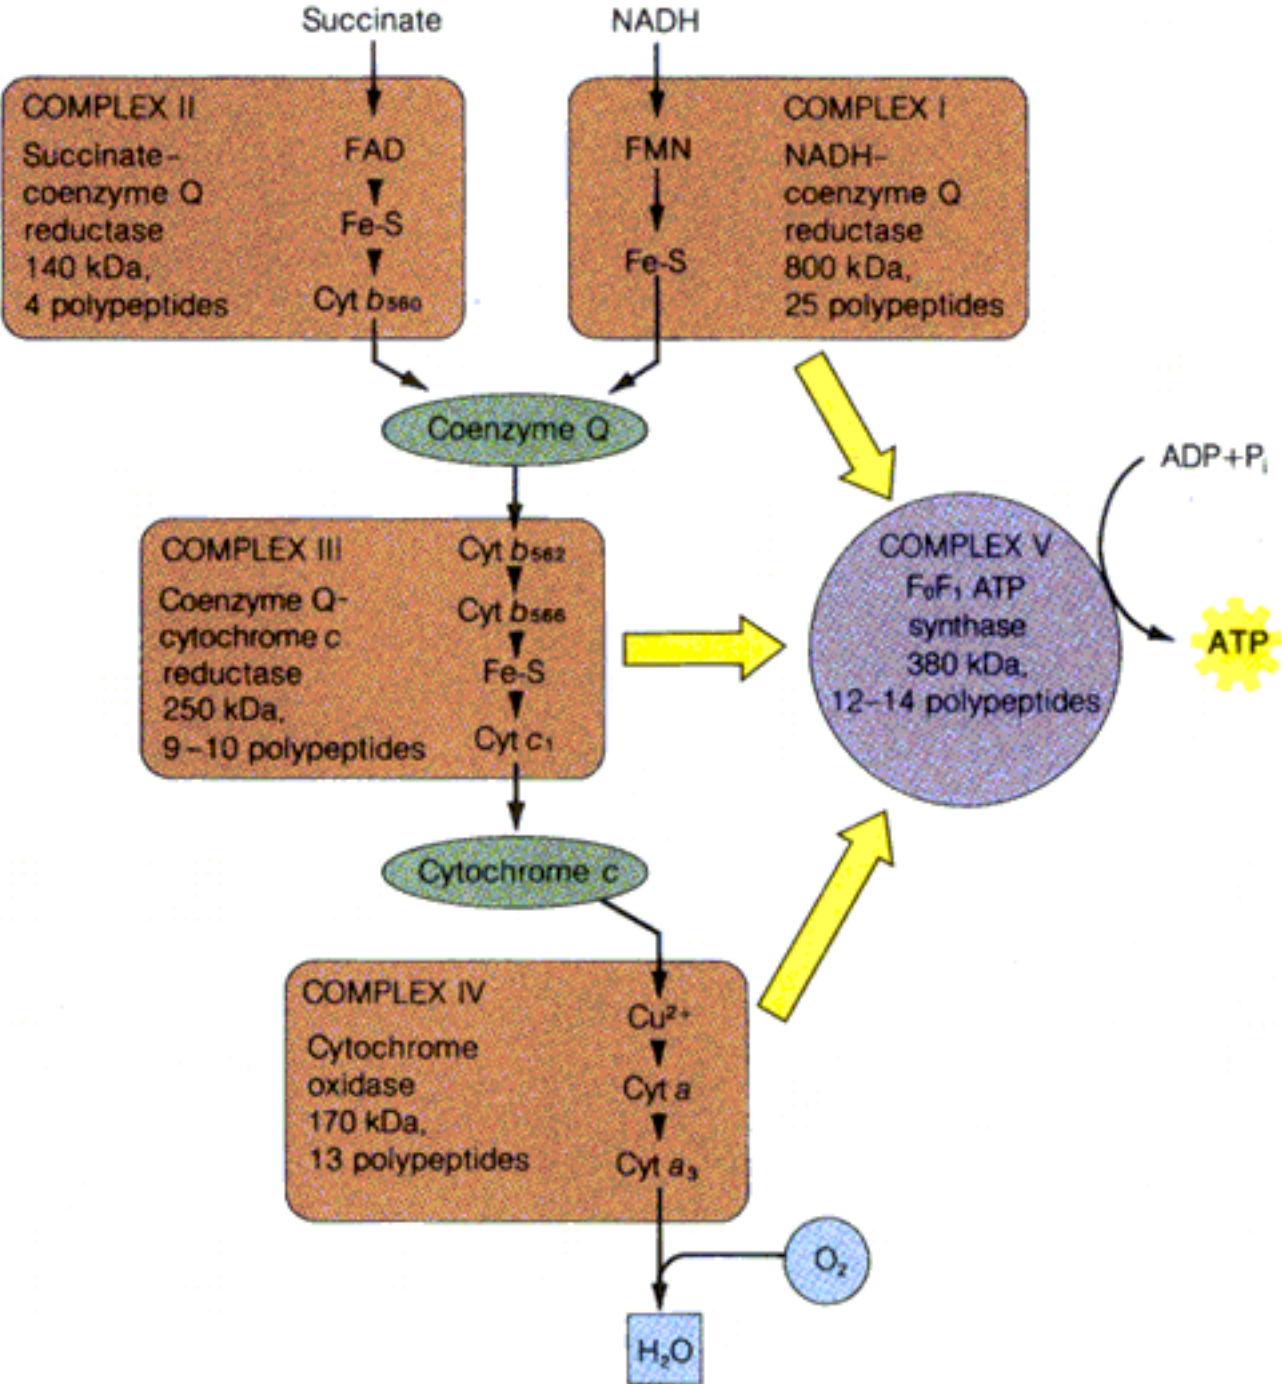 Succinate
NADH
COMPLEX II
Succinate-
coenzyme Q
reductase
140 kDa,
4 polypeptides
FAD
Fe-S
Cyt b₅₆₀
COMPLEX I
NADH-
coenzyme Q
reductase
800 kDa,
25 polypeptides
FMN
Fe-S
Coenzyme Q
COMPLEX III
Coenzyme Q-
cytochrome c
reductase
250 kDa,
9-10 polypeptides
Cyt b₅₆₂
Cyt b₅₆₆
Fe-S
Cyt c₁
COMPLEX V
F₀F₁ ATP
synthase
380 kDa,
12-14 polypeptides
ADP+Pᵢ
ATP
Cytochrome c
COMPLEX IV
Cytochrome
oxidase
170 kDa,
13 polypeptides
Cu²⁺
Cyt a
Cyt a₃
O₂
H₂O